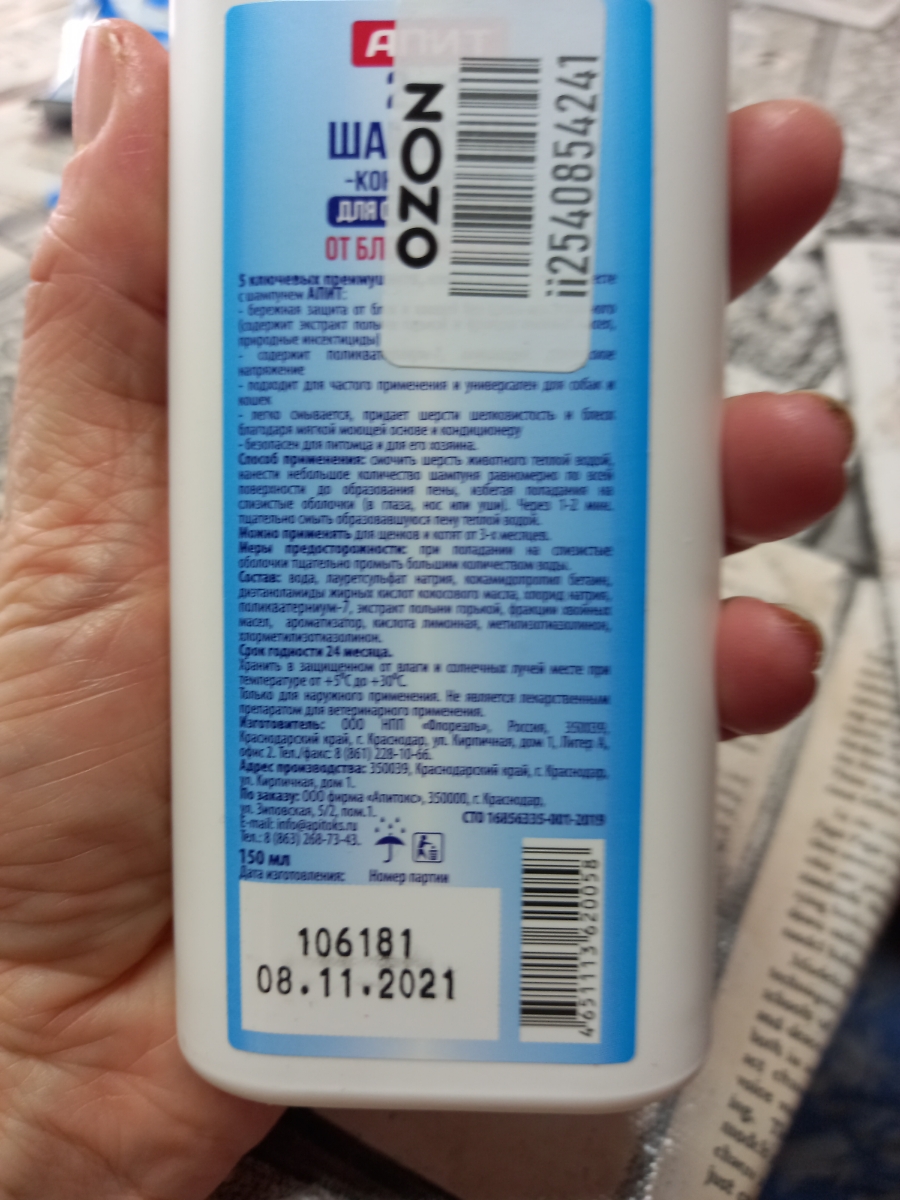 АПИТ
ША
-КОН
ДЛЯ С
ОТ БЛ
OZON
ii2540854241
5 ключевых преимущ
с шампунем АПИТ:
- бережная защита от бл
(содержит экстракт полы
природные инсектициды)
- содержит поликват
напряжение
- подходит для частого применения и универсален для собак и
кошек
- легко смывается, придает шерсти шелковистость и блеск
благодаря мягкой моющей основе и кондиционеру
- безопасен для питомца и для его хозяина.
Способ применения: смочить шерсть животного теплой водой,
нанести небольшое количество шампуня равномерно по всей
поверхности до образования пены, избегая попадания на
слизистые оболочки (в глаза, нос или уши). Через 1-2 мин.
тщательно смыть образовавшуюся пену теплой водой.
Можно применять для щенков и котят от 3-х месяцев.
Меры предосторожности: при попадании на слизистые
оболочки тщательно промыть большим количеством воды.
Состав: вода, лауретсульфат натрия, кокамидопропил бетаин,
диэтаноламиды жирных кислот кокосового масла, хлорид натрия,
поликватерниум-7, экстракт полыни горькой, фракции хвойных
масел, ароматизатор, кислота лимонная, метилизотиазолинон,
хлорметилизотиазолинон.
Срок годности 24 месяца.
Хранить в защищенном от влаги и солнечных лучей месте при
температуре от +5°С до +30°С.
Только для наружного применения. Не является лекарственным
препаратом для ветеринарного применения.
Изготовитель: ООО НПП «Флореаль», Россия, 350039,
Краснодарский край, г. Краснодар, ул. Кирпичная, дом 1, Литер А,
офис 2. Тел./факс: 8 (861) 228-10-66.
Адрес производства: 350039, Краснодарский край, г. Краснодар,
ул. Кирпичная, дом 1.
По заказу: ООО фирма «Апитокс», 350000, г. Краснодар,
ул. Зиповская, 5/2, пом.1.
E-mail: info@apitoks.ru
Тел.: 8 (863) 268-73-43.
СТО 16856335-001-2019
150 мл
Дата изготовления: Номер партии
106181
08.11.2021
4651113620058